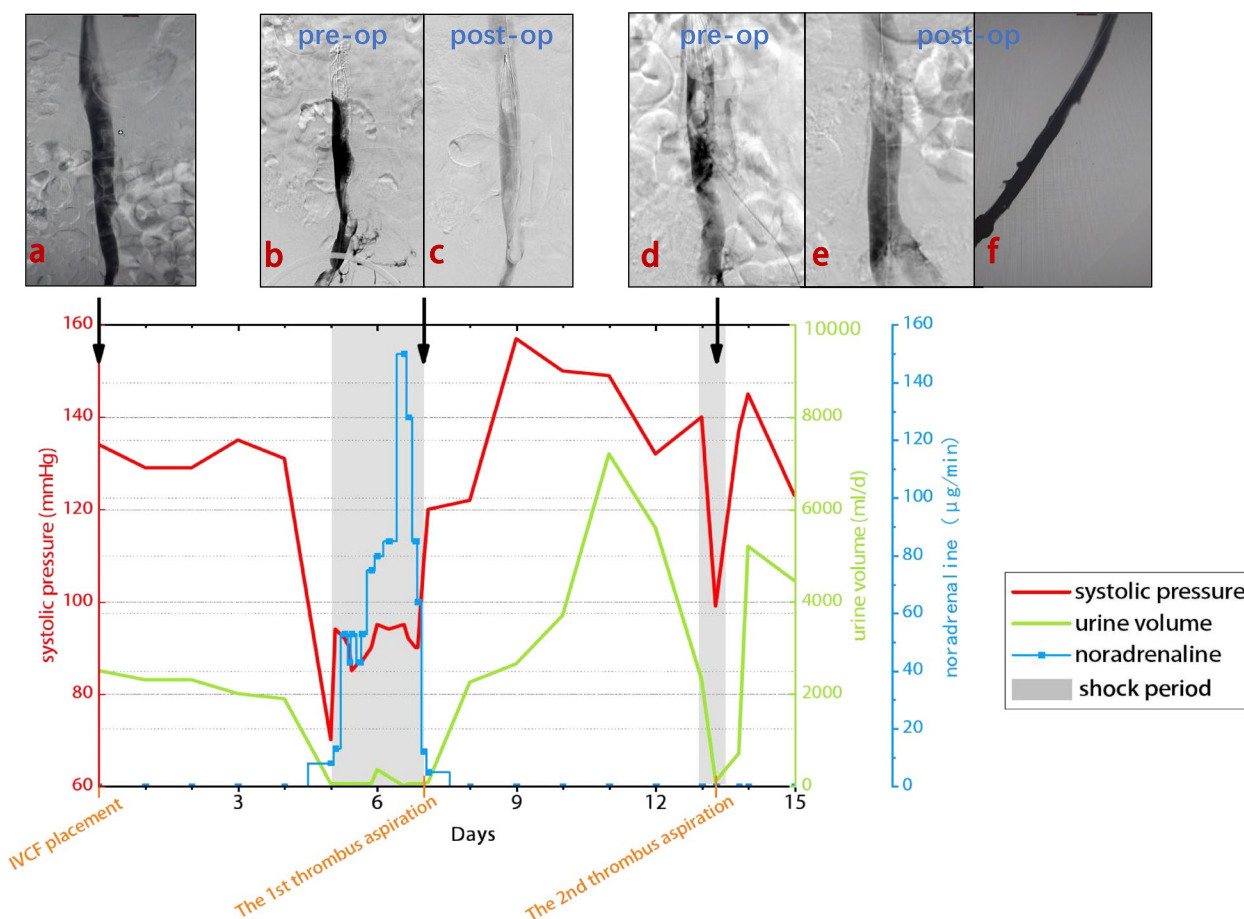 pre-op
post-op
pre-op
post-op
a
b
c
d
e
f
160
140
120
100
80
60
systolic pressure (mmHg)
10000
8000
6000
4000
2000
0
urine volume (ml/d)
160
140
120
100
80
60
40
20
0
noradrenaline (μg/min)
3
6
9
12
15
Days
IVCF placement
The 1st thrombus aspiration
The 2nd thrombus aspiration
systolic pressure
urine volume
noradrenaline
shock period